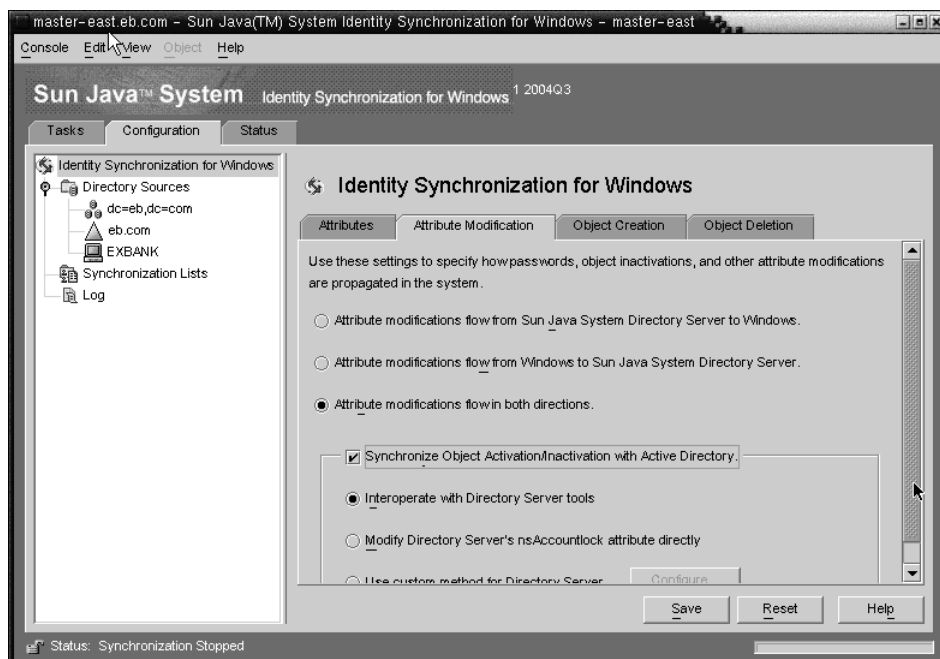 master-east.eb.com - Sun Java(TM) System Identity Synchronization for Windows - master-east
Console Edit View Object Help
Sun Java™ System Identity Synchronization for Windows 1 2004Q3
Tasks Configuration Status
Identity Synchronization for Windows
Directory Sources
dc=eb,dc=com
eb.com
EXBANK
Synchronization Lists
Log
Identity Synchronization for Windows
Attributes Attribute Modification Object Creation Object Deletion
Use these settings to specify how passwords, object inactivations, and other attribute modifications
are propagated in the system.
Attribute modifications flow from Sun Java System Directory Server to Windows.
Attribute modifications flow from Windows to Sun Java System Directory Server.
Attribute modifications flow in both directions.
Synchronize Object Activation/Inactivation with Active Directory.
Interoperate with Directory Server tools
Modify Directory Server's nsAccountlock attribute directly
Use custom method for Directory Server Configure...
Save Reset Help
Status: Synchronization Stopped